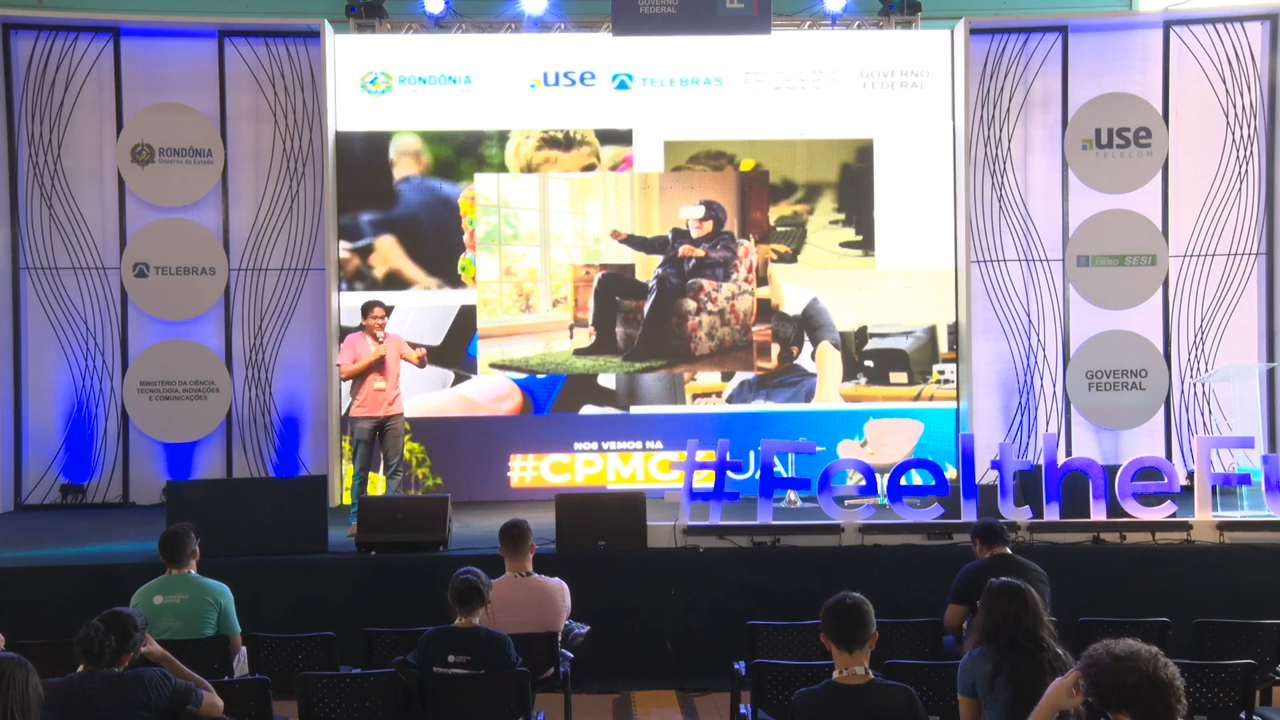 GOVERNO
FEDERAL
RONDÔNIA
use
TELEBRAS
GOVERNO
FEDERAL
RONDÔNIA
Governo do Estado
TELEBRAS
MINISTÉRIO DA CIÊNCIA,
TECNOLOGIA, INOVAÇÕES
E COMUNICAÇÕES
use
TELECOM
FIERO SESI
GOVERNO
FEDERAL
NOS VEMOS NA
#CPMC
#FeeltheFu